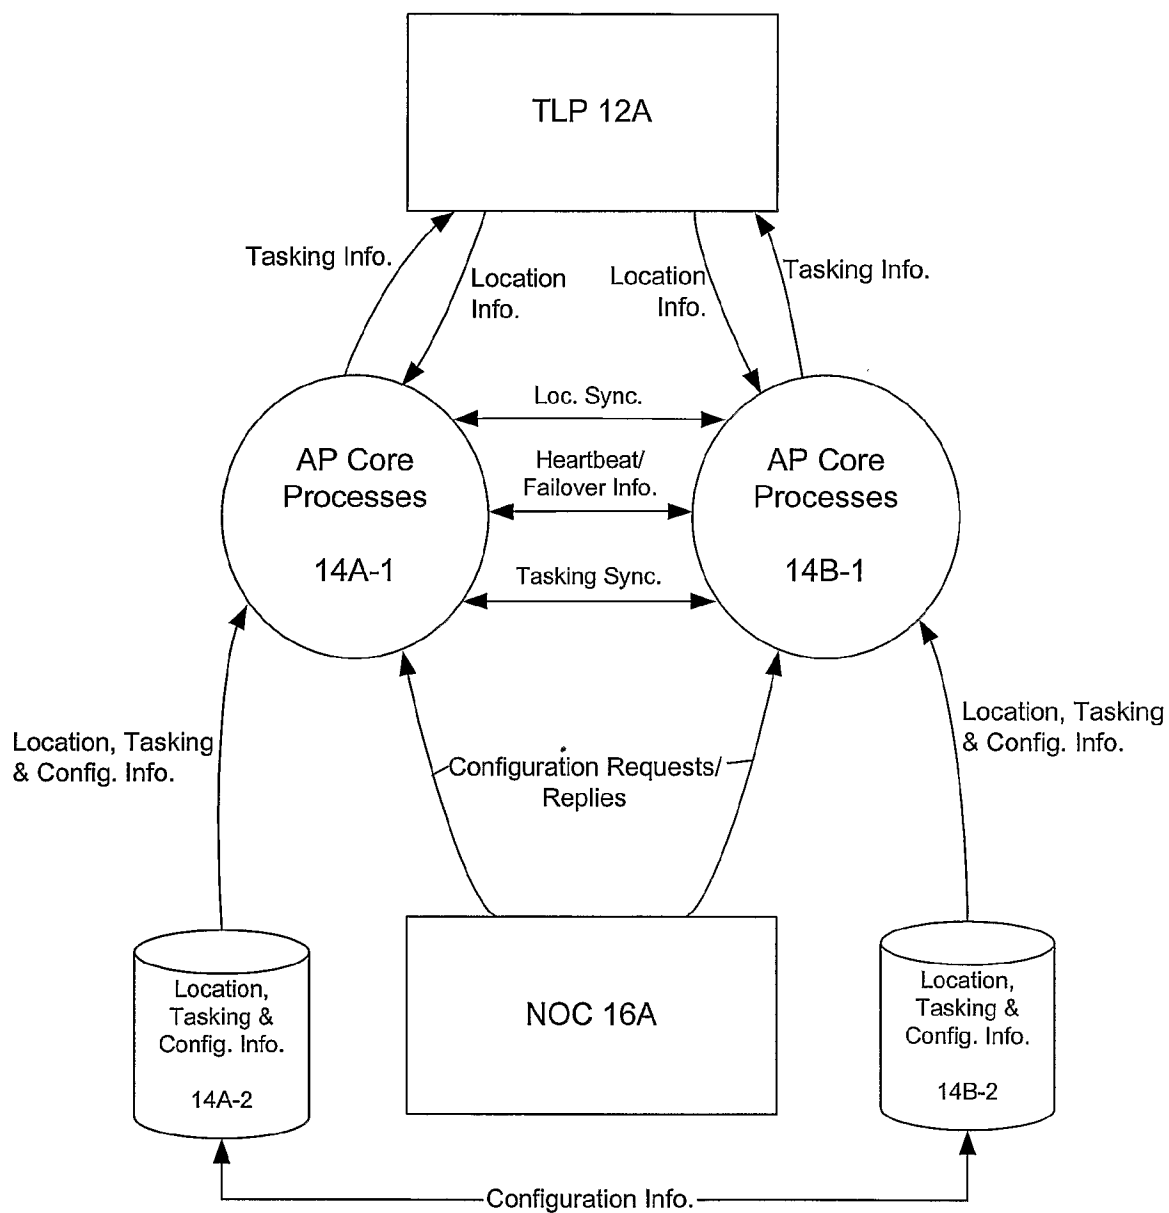 TLP 12A
Tasking Info.
Location
Info.
Location
Info.
Tasking Info.
Loc. Sync.
AP Core
Processes
14A-1
Heartbeat/
Failover Info.
AP Core
Processes
14B-1
Tasking Sync.
Location, Tasking
& Config. Info.
Configuration Requests/
Replies
Location, Tasking
& Config. Info.
Location,
Tasking &
Config. Info.
14A-2
NOC 16A
Location,
Tasking &
Config. Info.
14B-2
Configuration Info.